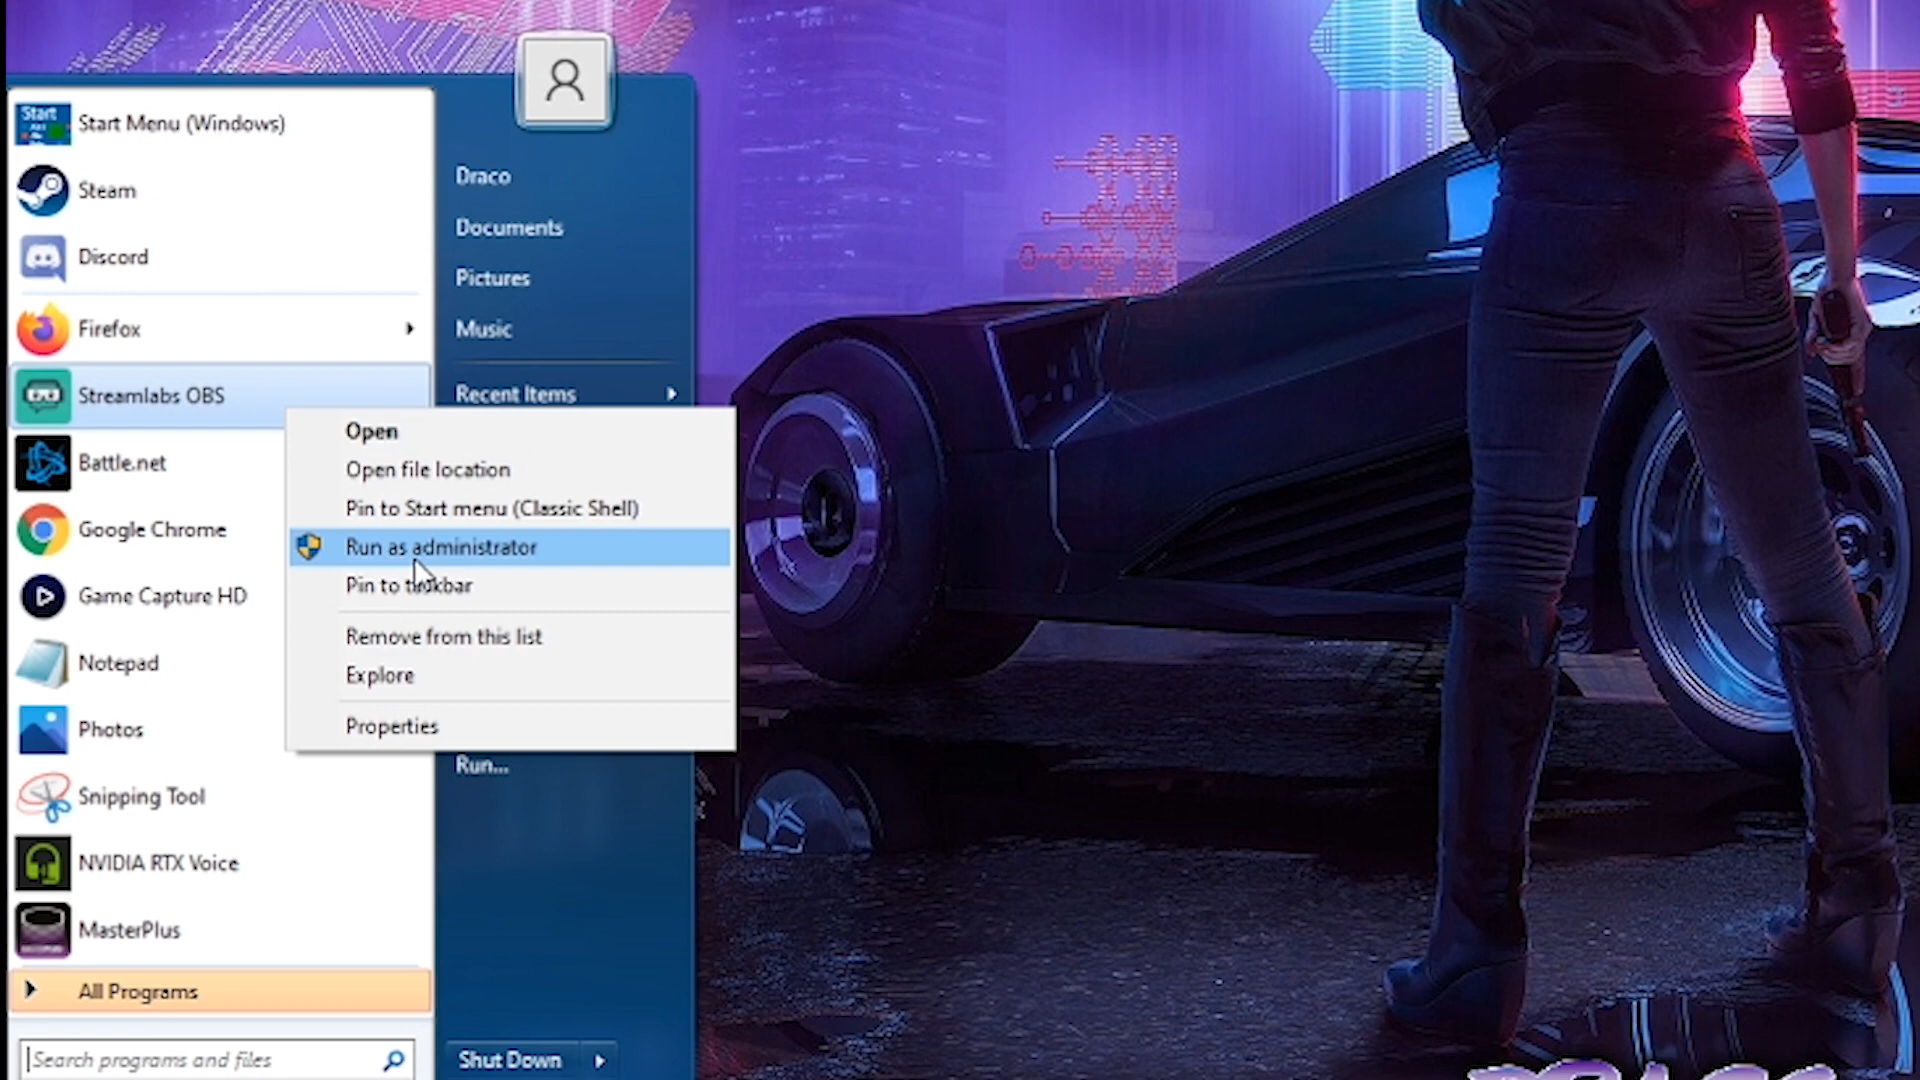 Start
Start Menu (Windows)
Steam
Discord
Firefox
Streamlabs OBS
Battle.net
Google Chrome
Game Capture HD
Notepad
Photos
Snipping Tool
NVIDIA RTX Voice
MasterPlus
All Programs
Search programs and files
Draco
Documents
Pictures
Music
Recent Items
Run...
Shut Down
Open
Open file location
Pin to Start menu (Classic Shell)
Run as administrator
Pin to taskbar
Remove from this list
Explore
Properties